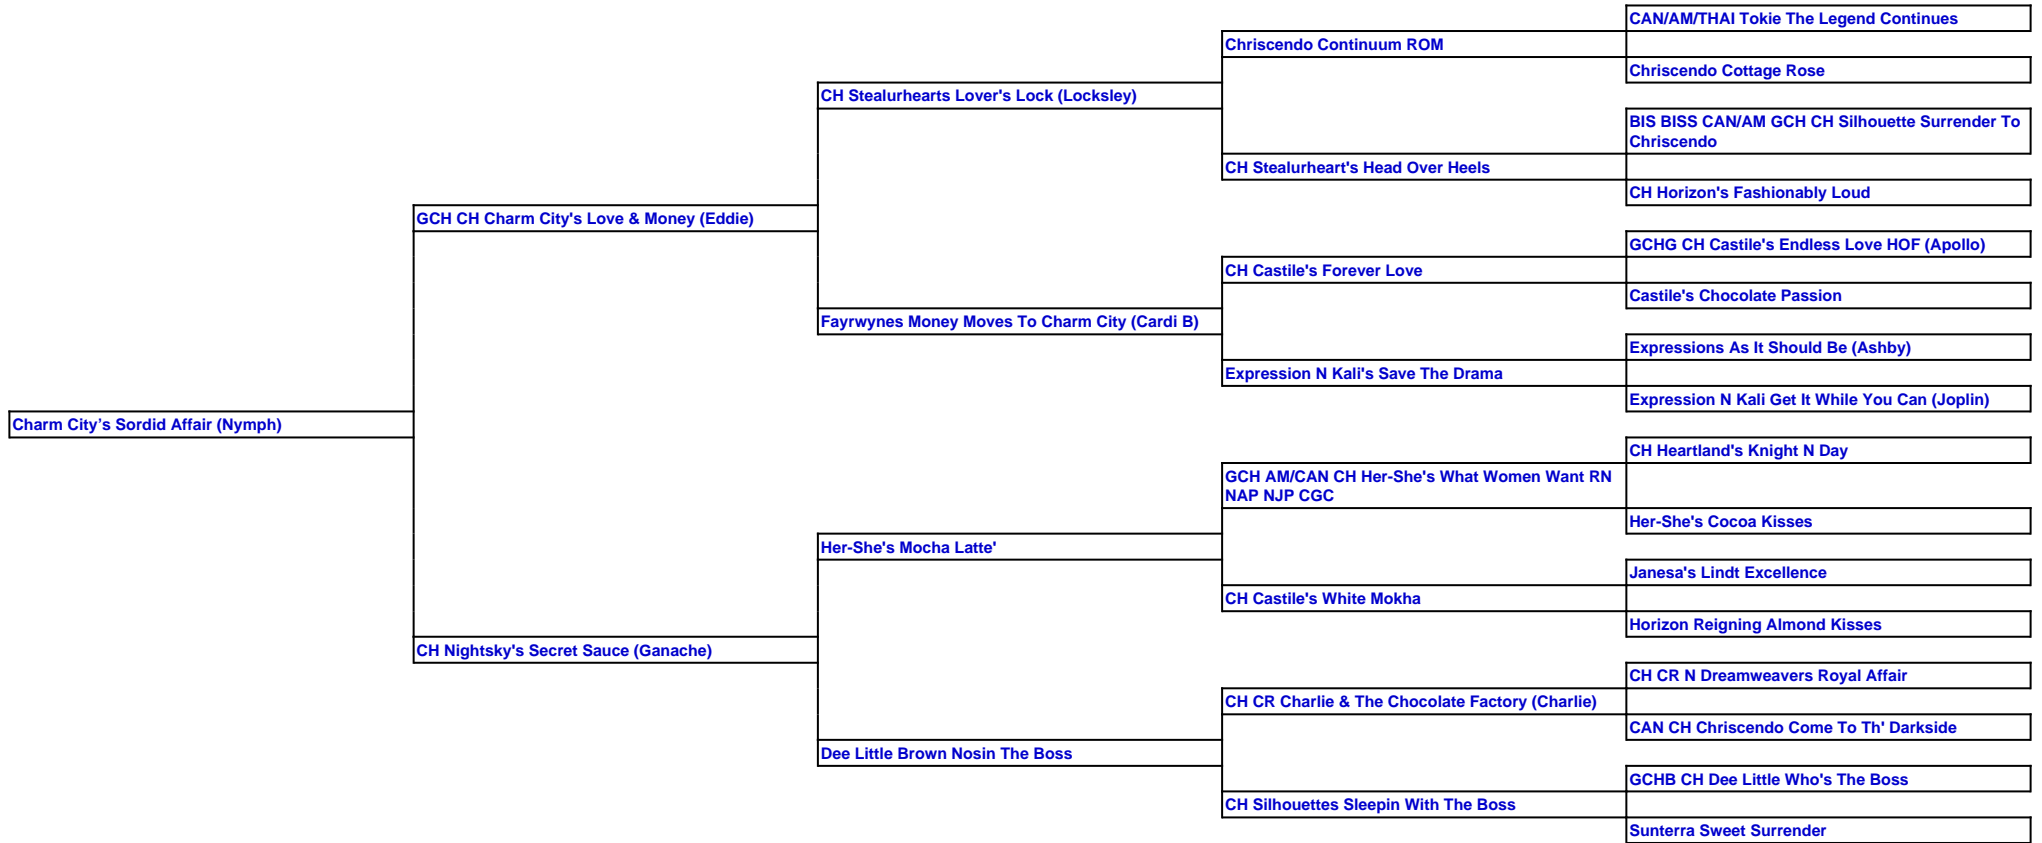 CAN/AM/THAI Tokie The Legend Continues
Chriscendo Continuum ROM
Chriscendo Cottage Rose
CH Stealurhearts Lover's Lock (Locksley)
BIS BISS CAN/AM GCH CH Silhouette Surrender To
Chriscendo
CH Stealurheart's Head Over Heels
CH Horizon's Fashionably Loud
GCH CH Charm City's Love & Money (Eddie)
GCHG CH Castile's Endless Love HOF (Apollo)
CH Castile's Forever Love
Castile's Chocolate Passion
Fayrwynes Money Moves To Charm City (Cardi B)
Expressions As It Should Be (Ashby)
Expression N Kali's Save The Drama
Expression N Kali Get It While You Can (Joplin)
Charm City’s Sordid Affair (Nymph)
CH Heartland's Knight N Day
GCH AM/CAN CH Her-She's What Women Want RN
NAP NJP CGC
Her-She's Cocoa Kisses
Her-She's Mocha Latte'
Janesa's Lindt Excellence
CH Castile's White Mokha
Horizon Reigning Almond Kisses
CH Nightsky's Secret Sauce (Ganache)
CH CR N Dreamweavers Royal Affair
CH CR Charlie & The Chocolate Factory (Charlie)
CAN CH Chriscendo Come To Th' Darkside
Dee Little Brown Nosin The Boss
GCHB CH Dee Little Who's The Boss
CH Silhouettes Sleepin With The Boss
Sunterra Sweet Surrender